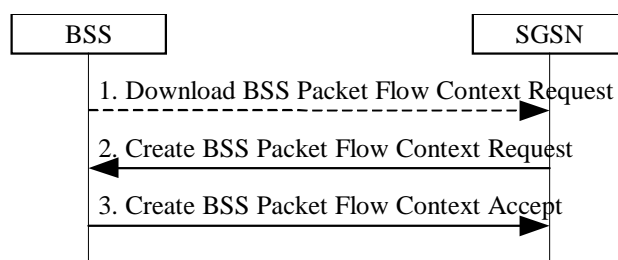 BSS
SGSN
1. Download BSS Packet Flow Context Request
2. Create BSS Packet Flow Context Request
3. Create BSS Packet Flow Context Accept